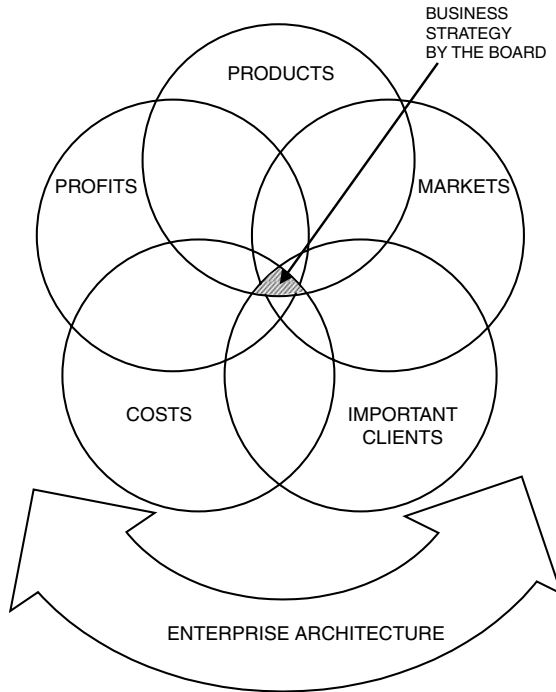 BUSINESS
STRATEGY
BY THE BOARD
PRODUCTS
PROFITS
MARKETS
COSTS
IMPORTANT
CLIENTS
ENTERPRISE ARCHITECTURE